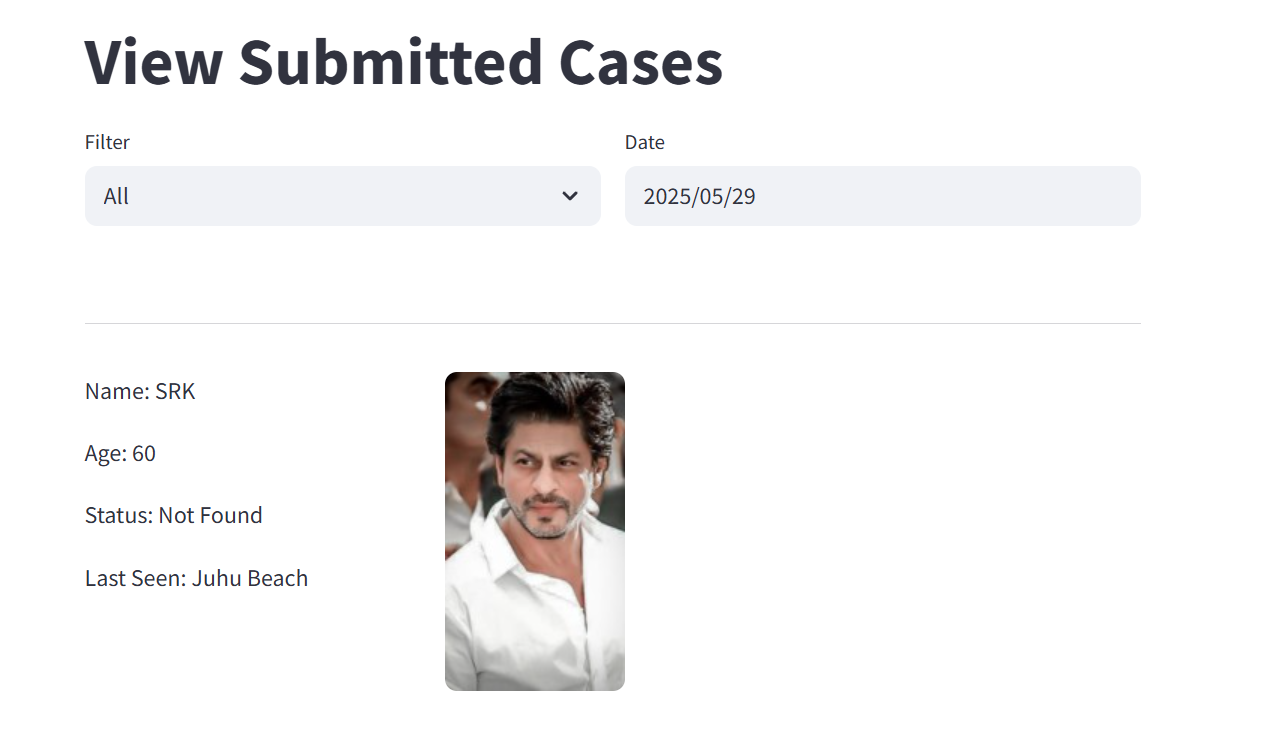 View Submitted Cases
Filter
Date
All
2025/05/29
Name: SRK
Age: 60
Status: Not Found
Last Seen: Juhu Beach